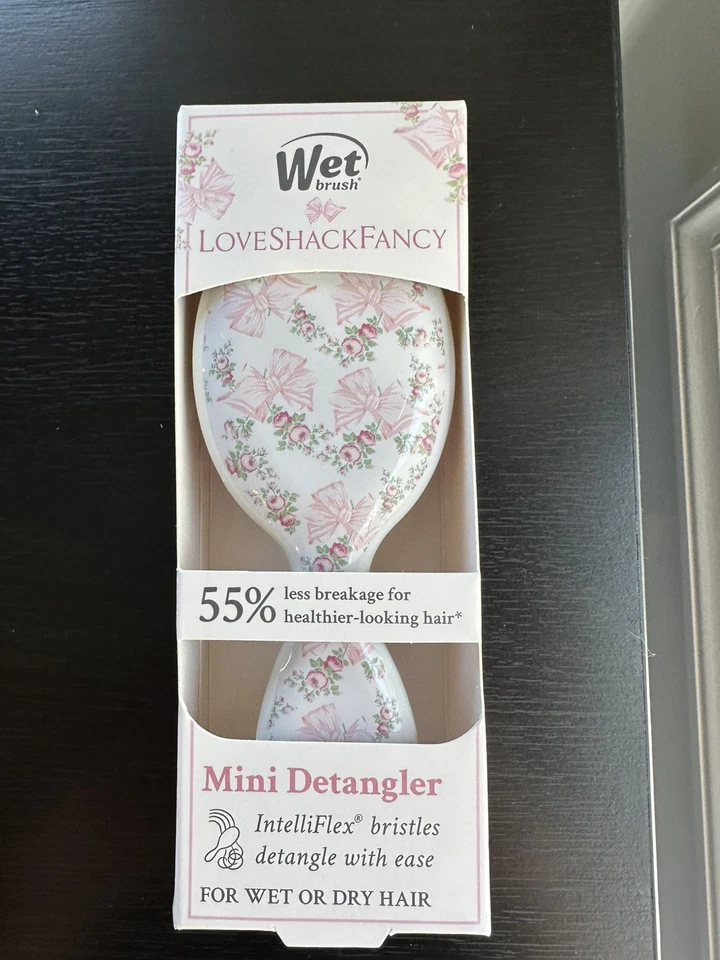 Wet
brush®
LOVESHACKFANCY
55% less breakage for
healthier-looking hair*
Mini Detangler
IntelliFlex® bristles
detangle with ease
FOR WET OR DRY HAIR